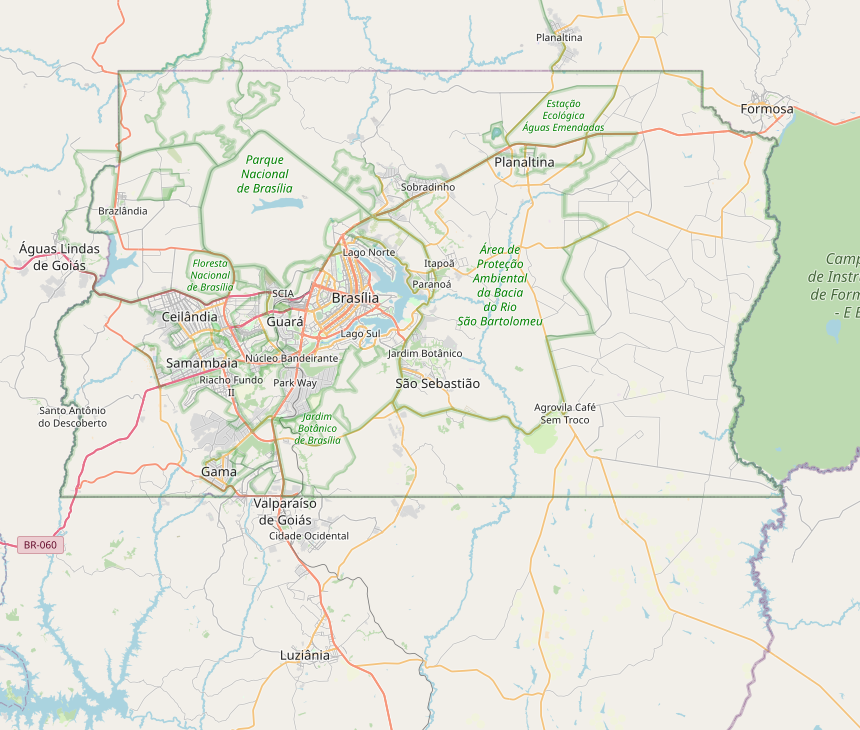 Planaltina
Formosa
Estação
Ecológica
Águas Emendadas
Parque
Nacional
de Brasília
Planaltina
Sobradinho
Brazlândia
Águas Lindas
de Goiás
Lago Norte
Área de
Proteção
Ambiental
da Bacia
do Rio
São Bartolomeu
Camp
de Instr
de Form
- E E
Floresta
Nacional
de Brasília
Itapoã
Paranoá
SCIA
Brasília
Ceilândia
Guará
Lago Sul
Núcleo Bandeirante
Jardim Botânico
Samambaia
Riacho Fundo
II
Park Way
São Sebastião
Santo Antônio
do Descoberto
Agrovila Café
Sem Troco
Jardim
Botânico
de Brasília
Gama
Valparaíso
de Goiás
Cidade Ocidental
BR-060
Luziânia